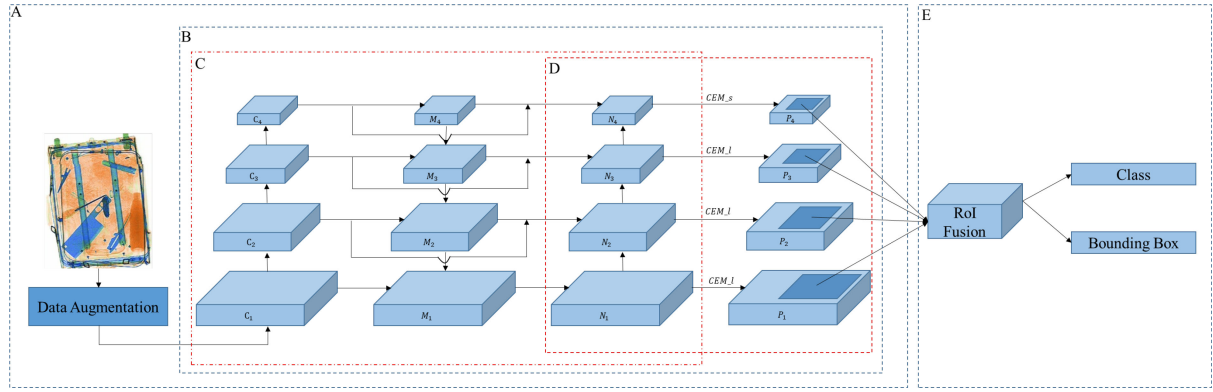 A
B
C
D
E
C₄
M₄
N₄
CEM_s
P₄
C₃
M₃
N₃
CEM_l
P₃
C₂
M₂
N₂
CEM_l
P₂
C₁
M₁
N₁
CEM_l
P₁
Data Augmentation
RoI
Fusion
Class
Bounding Box